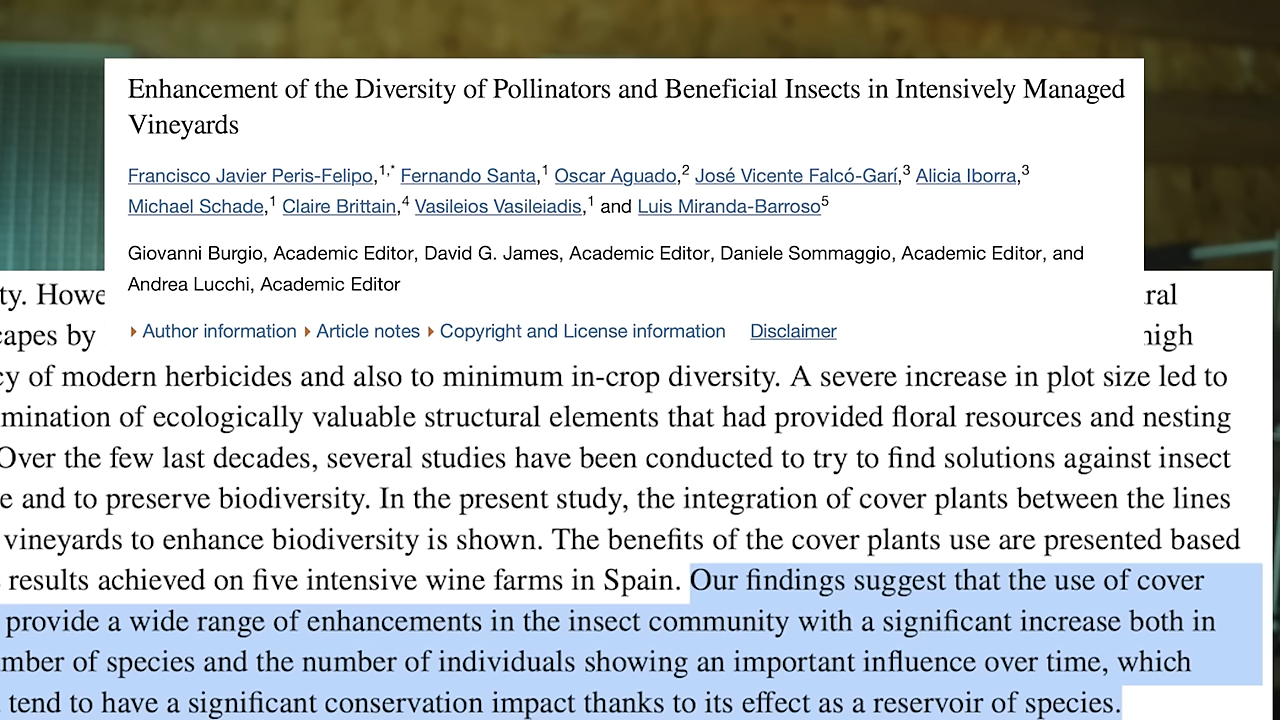 Enhancement of the Diversity of Pollinators and Beneficial Insects in Intensively Managed
Vineyards
Francisco Javier Peris-Felipo,1,* Fernando Santa,1 Oscar Aguado,2 José Vicente Falcó-Garí,3 Alicia Iborra,3
Michael Schade,1 Claire Brittain,4 Vasileios Vasileiadis,1 and Luis Miranda-Barroso5
Giovanni Burgio, Academic Editor, David G. James, Academic Editor, Daniele Sommaggio, Academic Editor, and
Andrea Lucchi, Academic Editor
Author information Article notes Copyright and License information Disclaimer
ty. Howe ral
capes by high
cy of modern herbicides and also to minimum in-crop diversity. A severe increase in plot size led to
mination of ecologically valuable structural elements that had provided floral resources and nesting
Over the few last decades, several studies have been conducted to try to find solutions against insect
e and to preserve biodiversity. In the present study, the integration of cover plants between the lines
vineyards to enhance biodiversity is shown. The benefits of the cover plants use are presented based
results achieved on five intensive wine farms in Spain. Our findings suggest that the use of cover
provide a wide range of enhancements in the insect community with a significant increase both in
mber of species and the number of individuals showing an important influence over time, which
tend to have a significant conservation impact thanks to its effect as a reservoir of species.